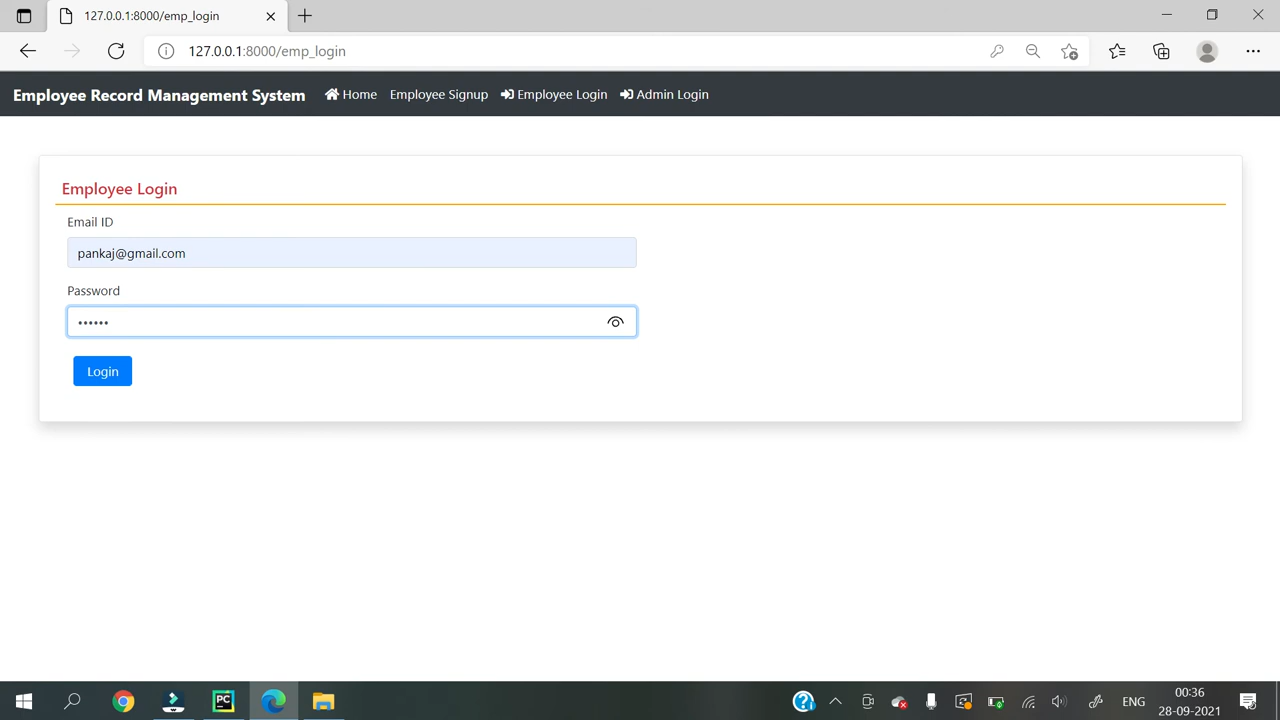 127.0.0.1:8000/emp_login
127.0.0.1:8000/emp_login
Employee Record Management System Home Employee Signup Employee Login Admin Login
Employee Login
Email ID
pankaj@gmail.com
Password
••••••
Login
PC
ENG
00:36
28-09-2021